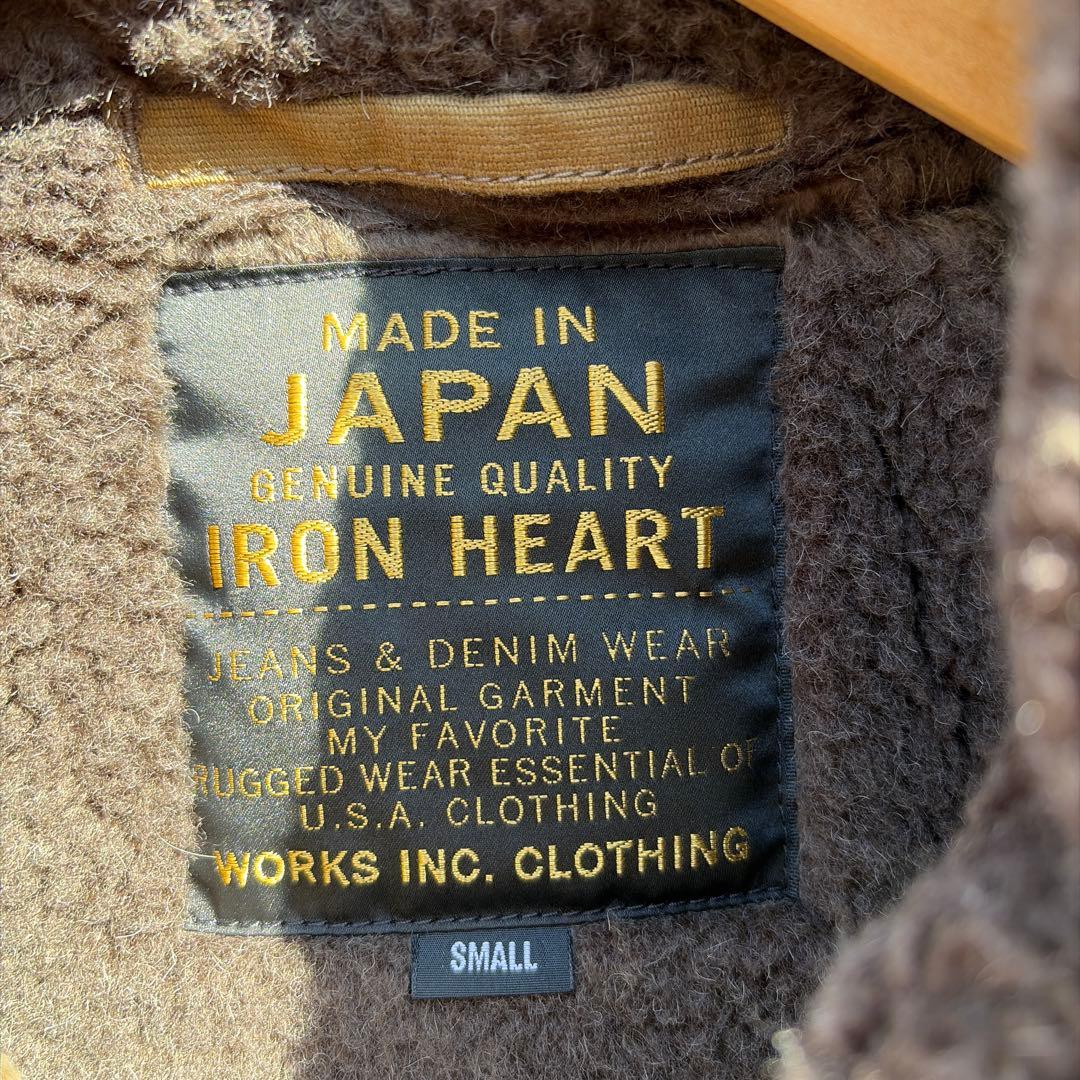 MADE IN
JAPAN
GENUINE QUALITY
IRON HEART
JEANS & DENIM WEAR
ORIGINAL GARMENT
MY FAVORITE
RUGGED WEAR ESSENTIAL OF
U.S.A. CLOTHING
WORKS INC. CLOTHING
SMALL